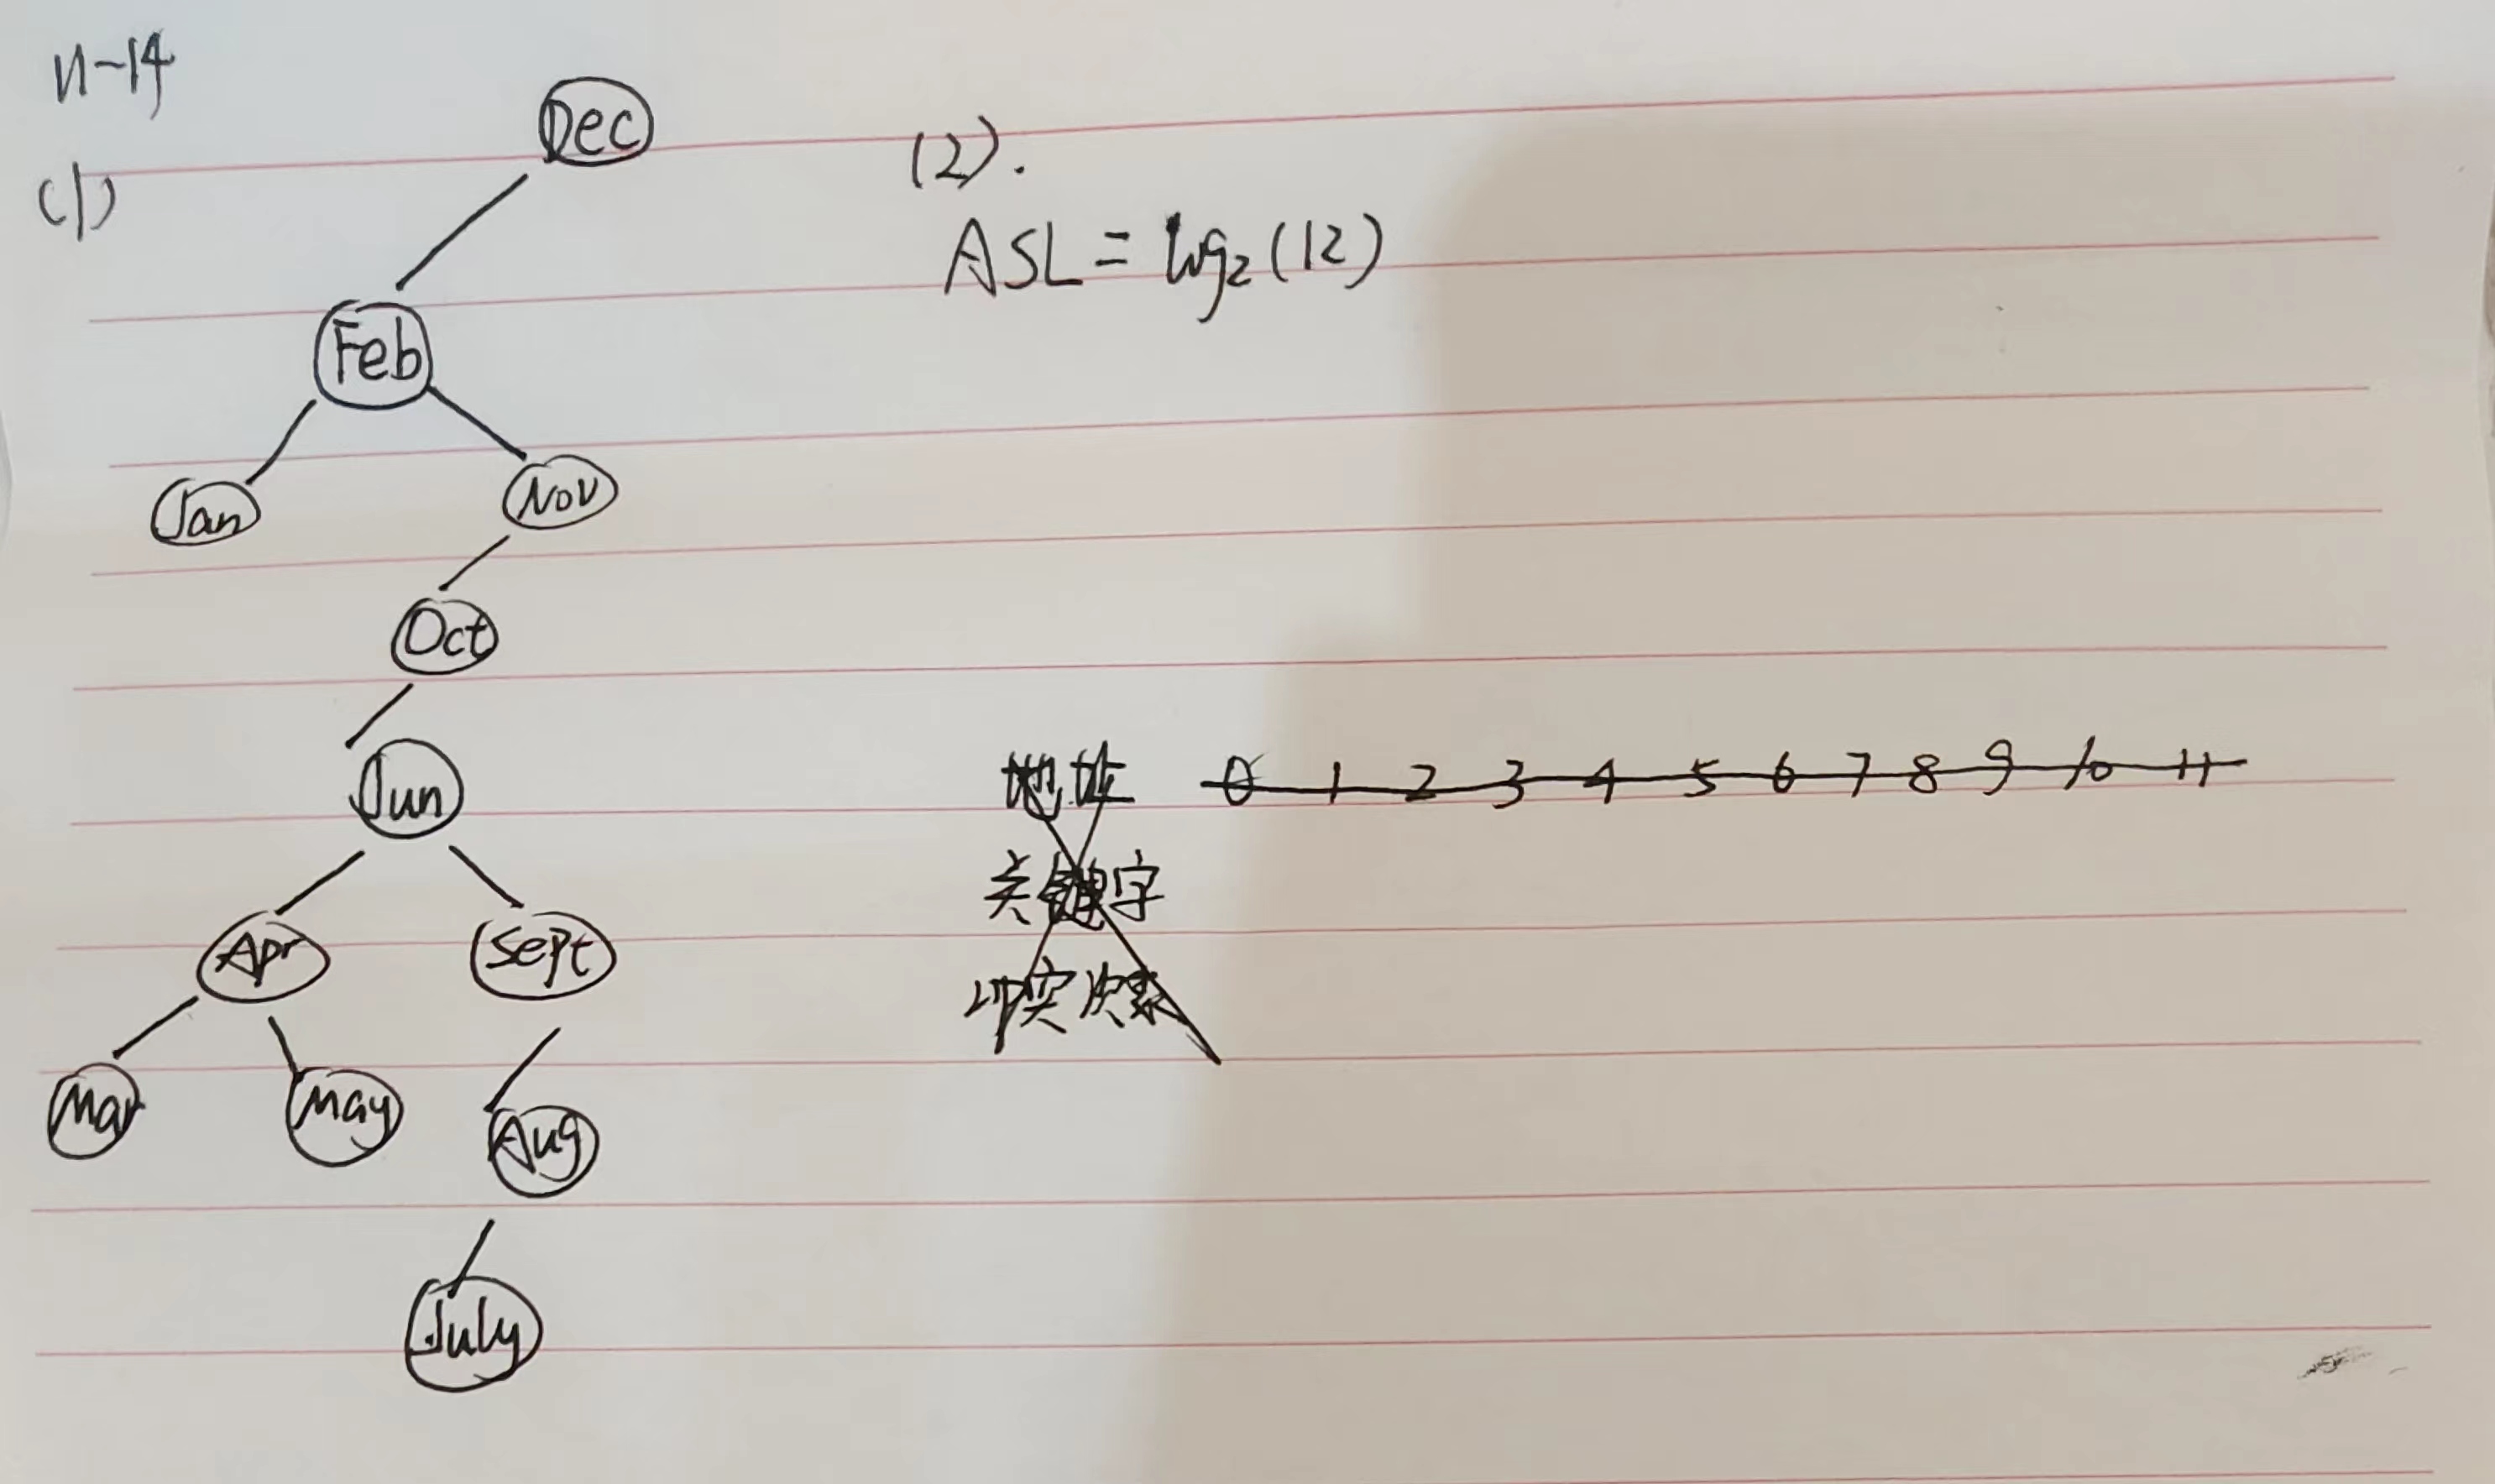 11-14
(1)
Dec
(2).
ASL = log₂(12)
Feb
Jan
Nov
Oct
Jun
Apr
Sept
Mar
May
Aug
July
地址 0 1 2 3 4 5 6 7 8 9 10 11
关键字
冲突次数